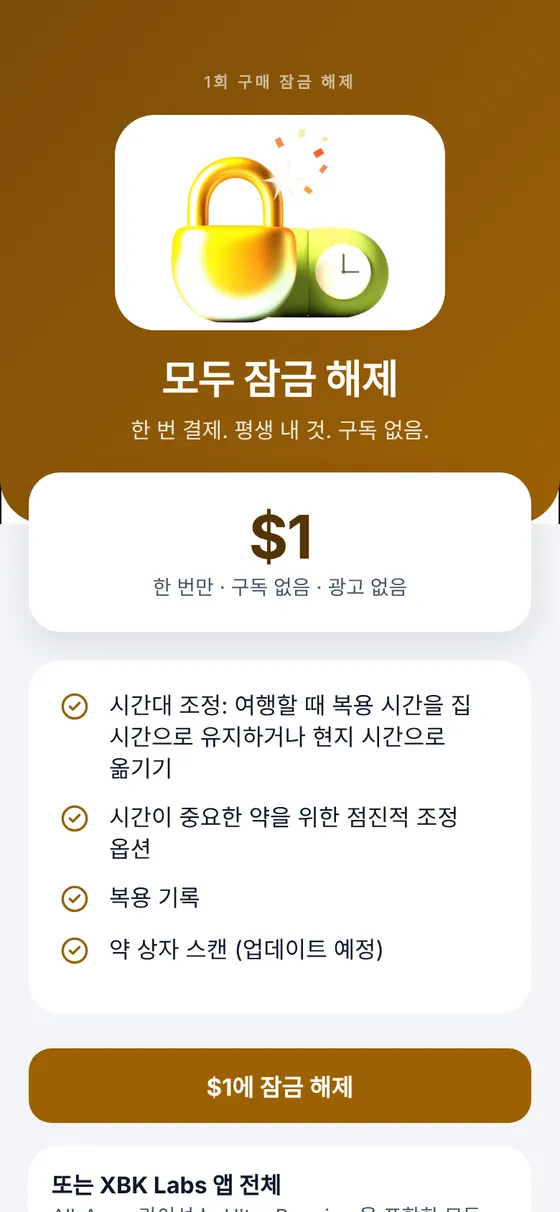 1회 구매 잠금 해제
모두 잠금 해제
한 번 결제. 평생 내 것. 구독 없음.
$1
한 번만 · 구독 없음 · 광고 없음
시간대 조정: 여행할 때 복용 시간을 집
시간으로 유지하거나 현지 시간으로
옮기기
시간이 중요한 약을 위한 점진적 조정
옵션
복용 기록
약 상자 스캔 (업데이트 예정)
$1에 잠금 해제
또는 XBK Labs 앱 전체